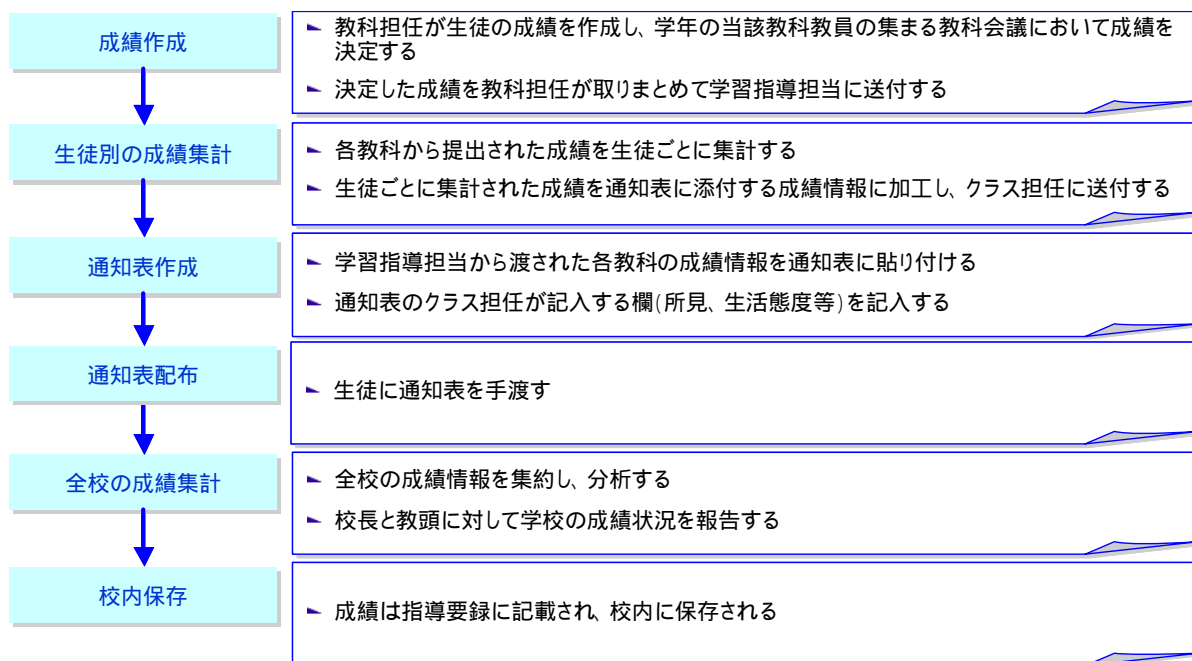 成績作成
教科担任が生徒の成績を作成し、学年の当該教科教員の集まる教科会議において成績を
決定する
決定した成績を教科担任が取りまとめて学習指導担当に送付する
生徒別の成績集計
各教科から提出された成績を生徒ごとに集計する
生徒ごとに集計された成績を通知表に添付する成績情報に加工し、クラス担任に送付する
通知表作成
学習指導担当から渡された各教科の成績情報を通知表に貼り付ける
通知表のクラス担任が記入する欄(所見、生活態度等)を記入する
通知表配布
生徒に通知表を手渡す
全校の成績集計
全校の成績情報を集約し、分析する
校長と教頭に対して学校の成績状況を報告する
校内保存
成績は指導要録に記載され、校内に保存される